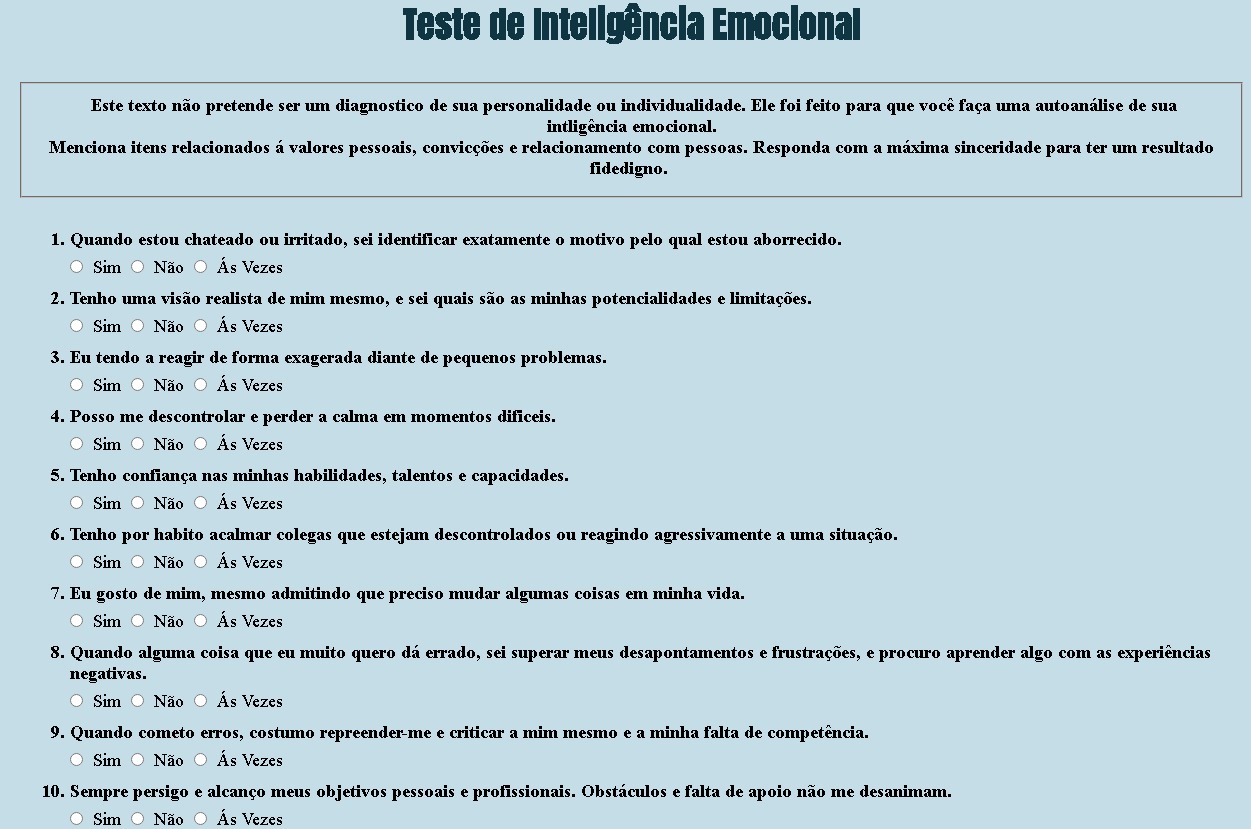 Teste de Inteligência Emocional
Este texto não pretende ser um diagnostico de sua personalidade ou individualidade. Ele foi feito para que você faça uma autoanálise de sua
intligência emocional.
Menciona itens relacionados á valores pessoais, convicções e relacionamento com pessoas. Responda com a máxima sinceridade para ter um resultado
fidedigno.
1. Quando estou chateado ou irritado, sei identificar exatamente o motivo pelo qual estou aborrecido.
Sim Não Ás Vezes
2. Tenho uma visão realista de mim mesmo, e sei quais são as minhas potencialidades e limitações.
Sim Não Ás Vezes
3. Eu tendo a reagir de forma exagerada diante de pequenos problemas.
Sim Não Ás Vezes
4. Posso me descontrolar e perder a calma em momentos dificeis.
Sim Não Ás Vezes
5. Tenho confiança nas minhas habilidades, talentos e capacidades.
Sim Não Ás Vezes
6. Tenho por habito acalmar colegas que estejam descontrolados ou reagindo agressivamente a uma situação.
Sim Não Ás Vezes
7. Eu gosto de mim, mesmo admitindo que preciso mudar algumas coisas em minha vida.
Sim Não Ás Vezes
8. Quando alguma coisa que eu muito quero dá errado, sei superar meus desapontamentos e frustrações, e procuro aprender algo com as experiências
negativas.
Sim Não Ás Vezes
9. Quando cometo erros, costumo repreender-me e criticar a mim mesmo e a minha falta de competência.
Sim Não Ás Vezes
10. Sempre persigo e alcanço meus objetivos pessoais e profissionais. Obstáculos e falta de apoio não me desanimam.
Sim Não Ás Vezes